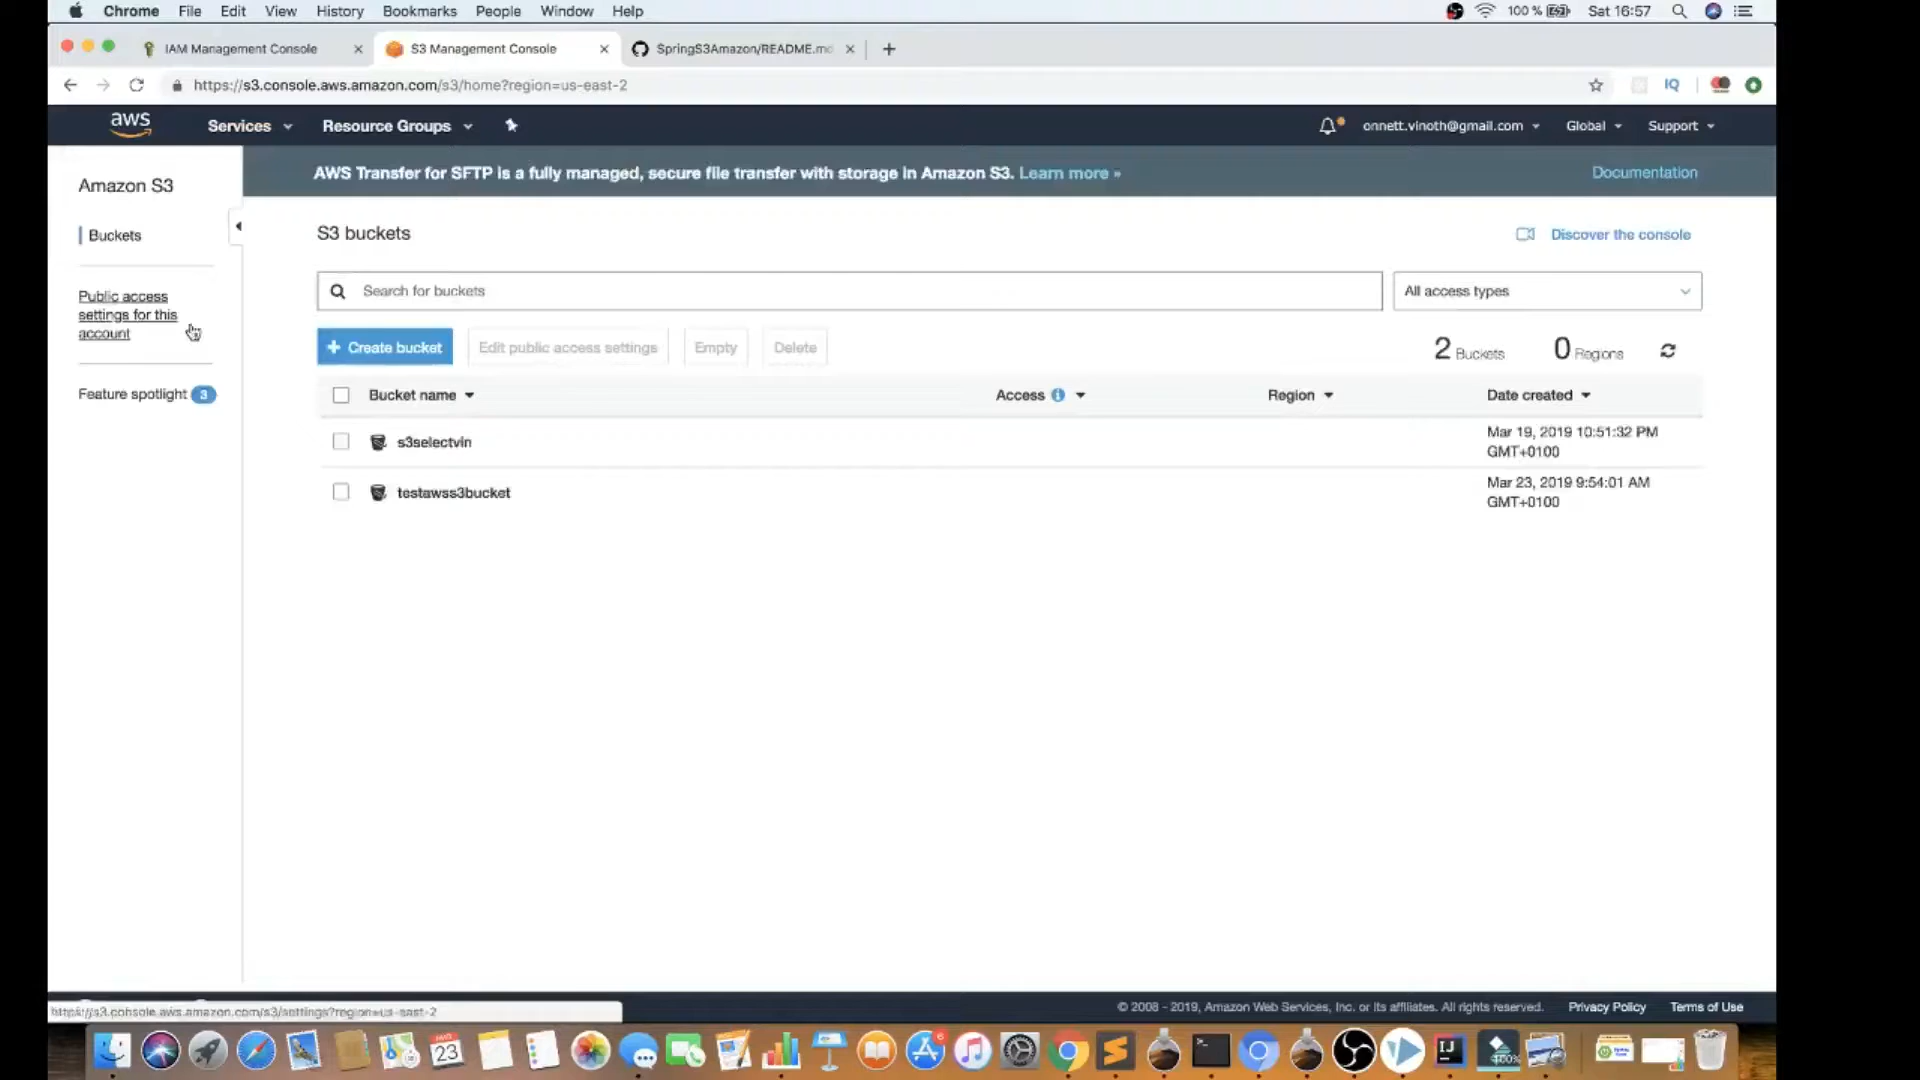 Chrome File Edit View History Bookmarks People Window Help 100 % Sat 16:57
IAM Management Console S3 Management Console SpringS3Amazon/README.md
https://s3.console.aws.amazon.com/s3/home?region=us-east-2 IQ
aws Services Resource Groups onnett.vinoth@gmail.com Global Support
AWS Transfer for SFTP is a fully managed, secure file transfer with storage in Amazon S3. Learn more » Documentation
Amazon S3
Buckets
Public access
settings for this
account
Feature spotlight 3
S3 buckets Discover the console
Search for buckets All access types
+ Create bucket Edit public access settings Empty Delete 2 Buckets 0 Regions
Bucket name Access Region Date created
s3selectvin Mar 19, 2019 10:51:32 PM
GMT+0100
testawss3bucket Mar 23, 2019 9:54:01 AM
GMT+0100
https://s3.console.aws.amazon.com/s3/settings?region=us-east-2
© 2008 - 2019, Amazon Web Services, Inc. or its affiliates. All rights reserved. Privacy Policy Terms of Use
23
IJ
100%